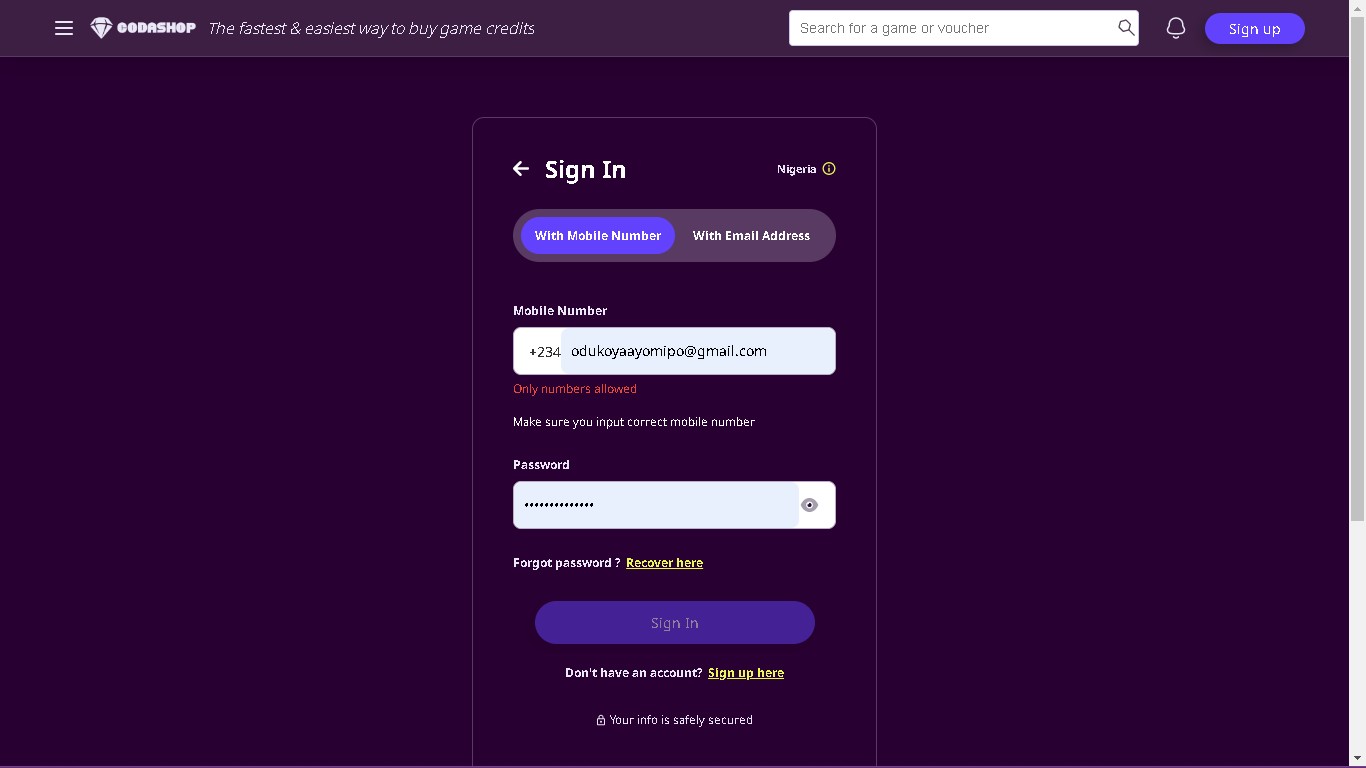 CODASHOP The fastest & easiest way to buy game credits Search for a game or voucher Sign up
Sign In Nigeria
With Mobile Number With Email Address
Mobile Number
+234 odukoyaayomipo@gmail.com
Only numbers allowed
Make sure you input correct mobile number
Password
••••••••••••••
Forgot password ? Recover here
Sign In
Don't have an account? Sign up here
Your info is safely secured